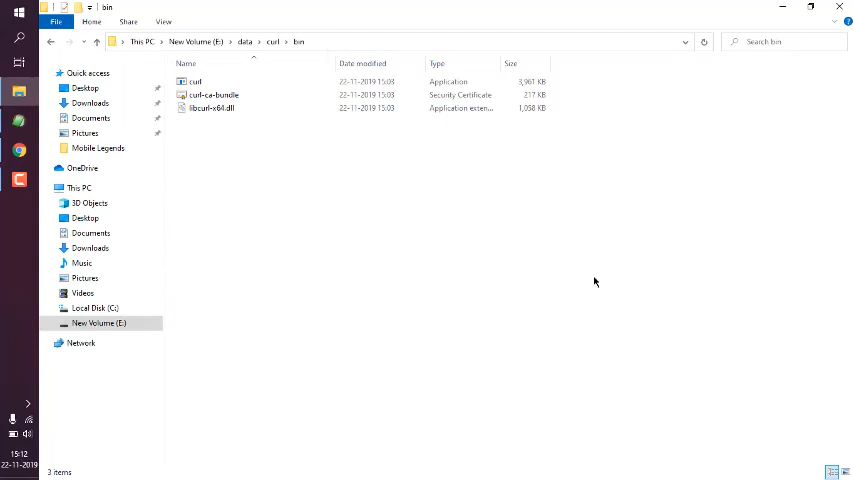 bin
File Home Share View
This PC New Volume (E:) data curl bin Search bin
Name Date modified Type Size
curl 22-11-2019 15:03 Application 3,961 KB
curl-ca-bundle 22-11-2019 15:03 Security Certificate 217 KB
libcurl-x64.dll 22-11-2019 15:03 Application exten... 1,058 KB
Quick access
Desktop
Downloads
Documents
Pictures
Mobile Legends
OneDrive
This PC
3D Objects
Desktop
Documents
Downloads
Music
Pictures
Videos
Local Disk (C:)
New Volume (E:)
Network
15:12
22-11-2019
3 items